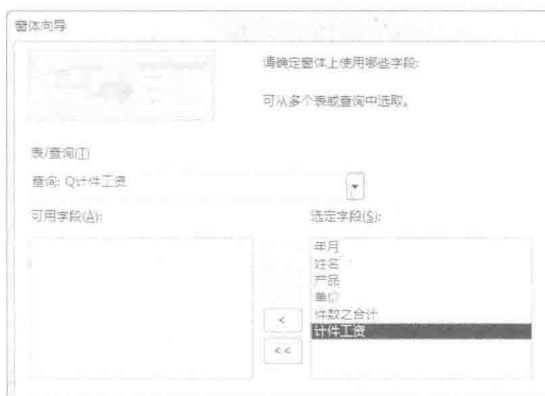 窗体向导
请确定窗体上使用哪些字段:
可从多个表或查询中选取。
表/查询(T)
查询: Q计件工资
可用字段(A):
选定字段(S):
年月
姓名
产品
单价
件数之合计
计件工资
<
<<